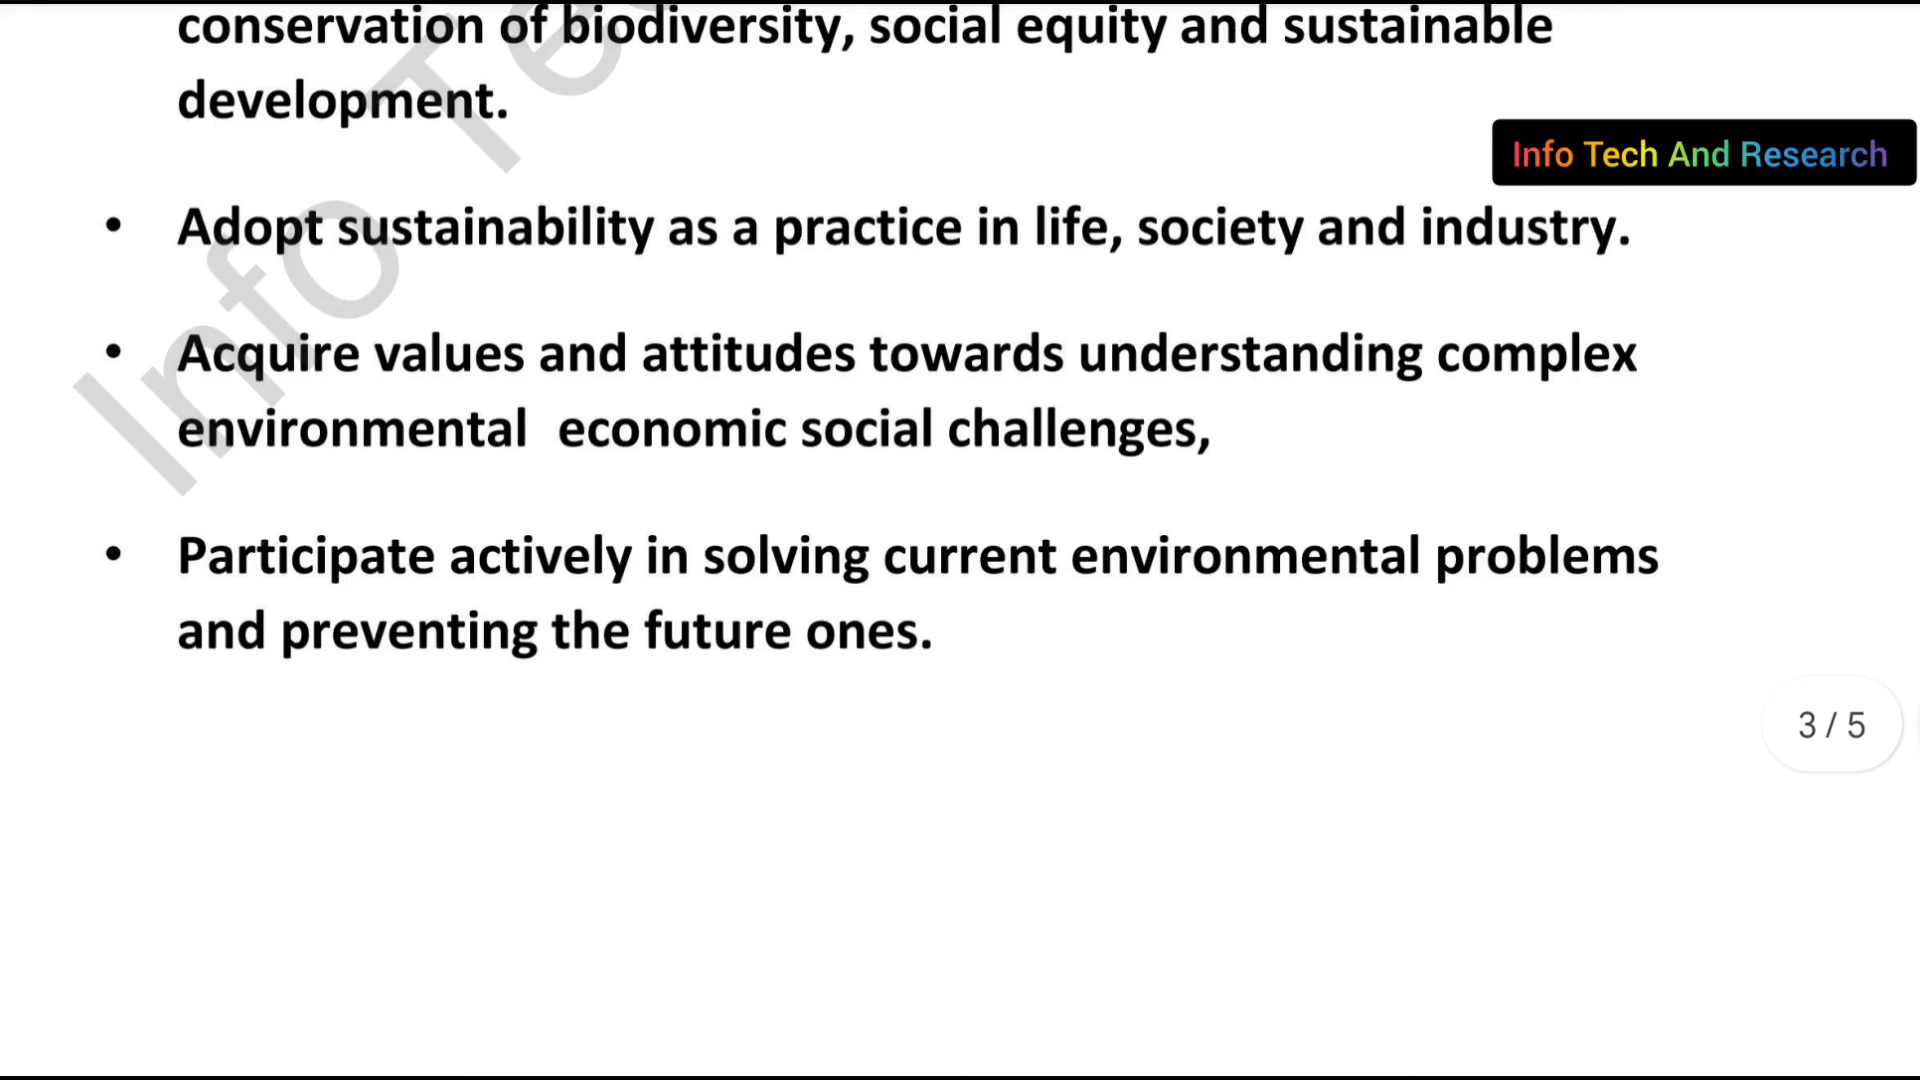 conservation of biodiversity, social equity and sustainable
development.
Info Tech And Research
• Adopt sustainability as a practice in life, society and industry.
• Acquire values and attitudes towards understanding complex
environmental  economic social challenges,
• Participate actively in solving current environmental problems
and preventing the future ones.
3 / 5
Info Te